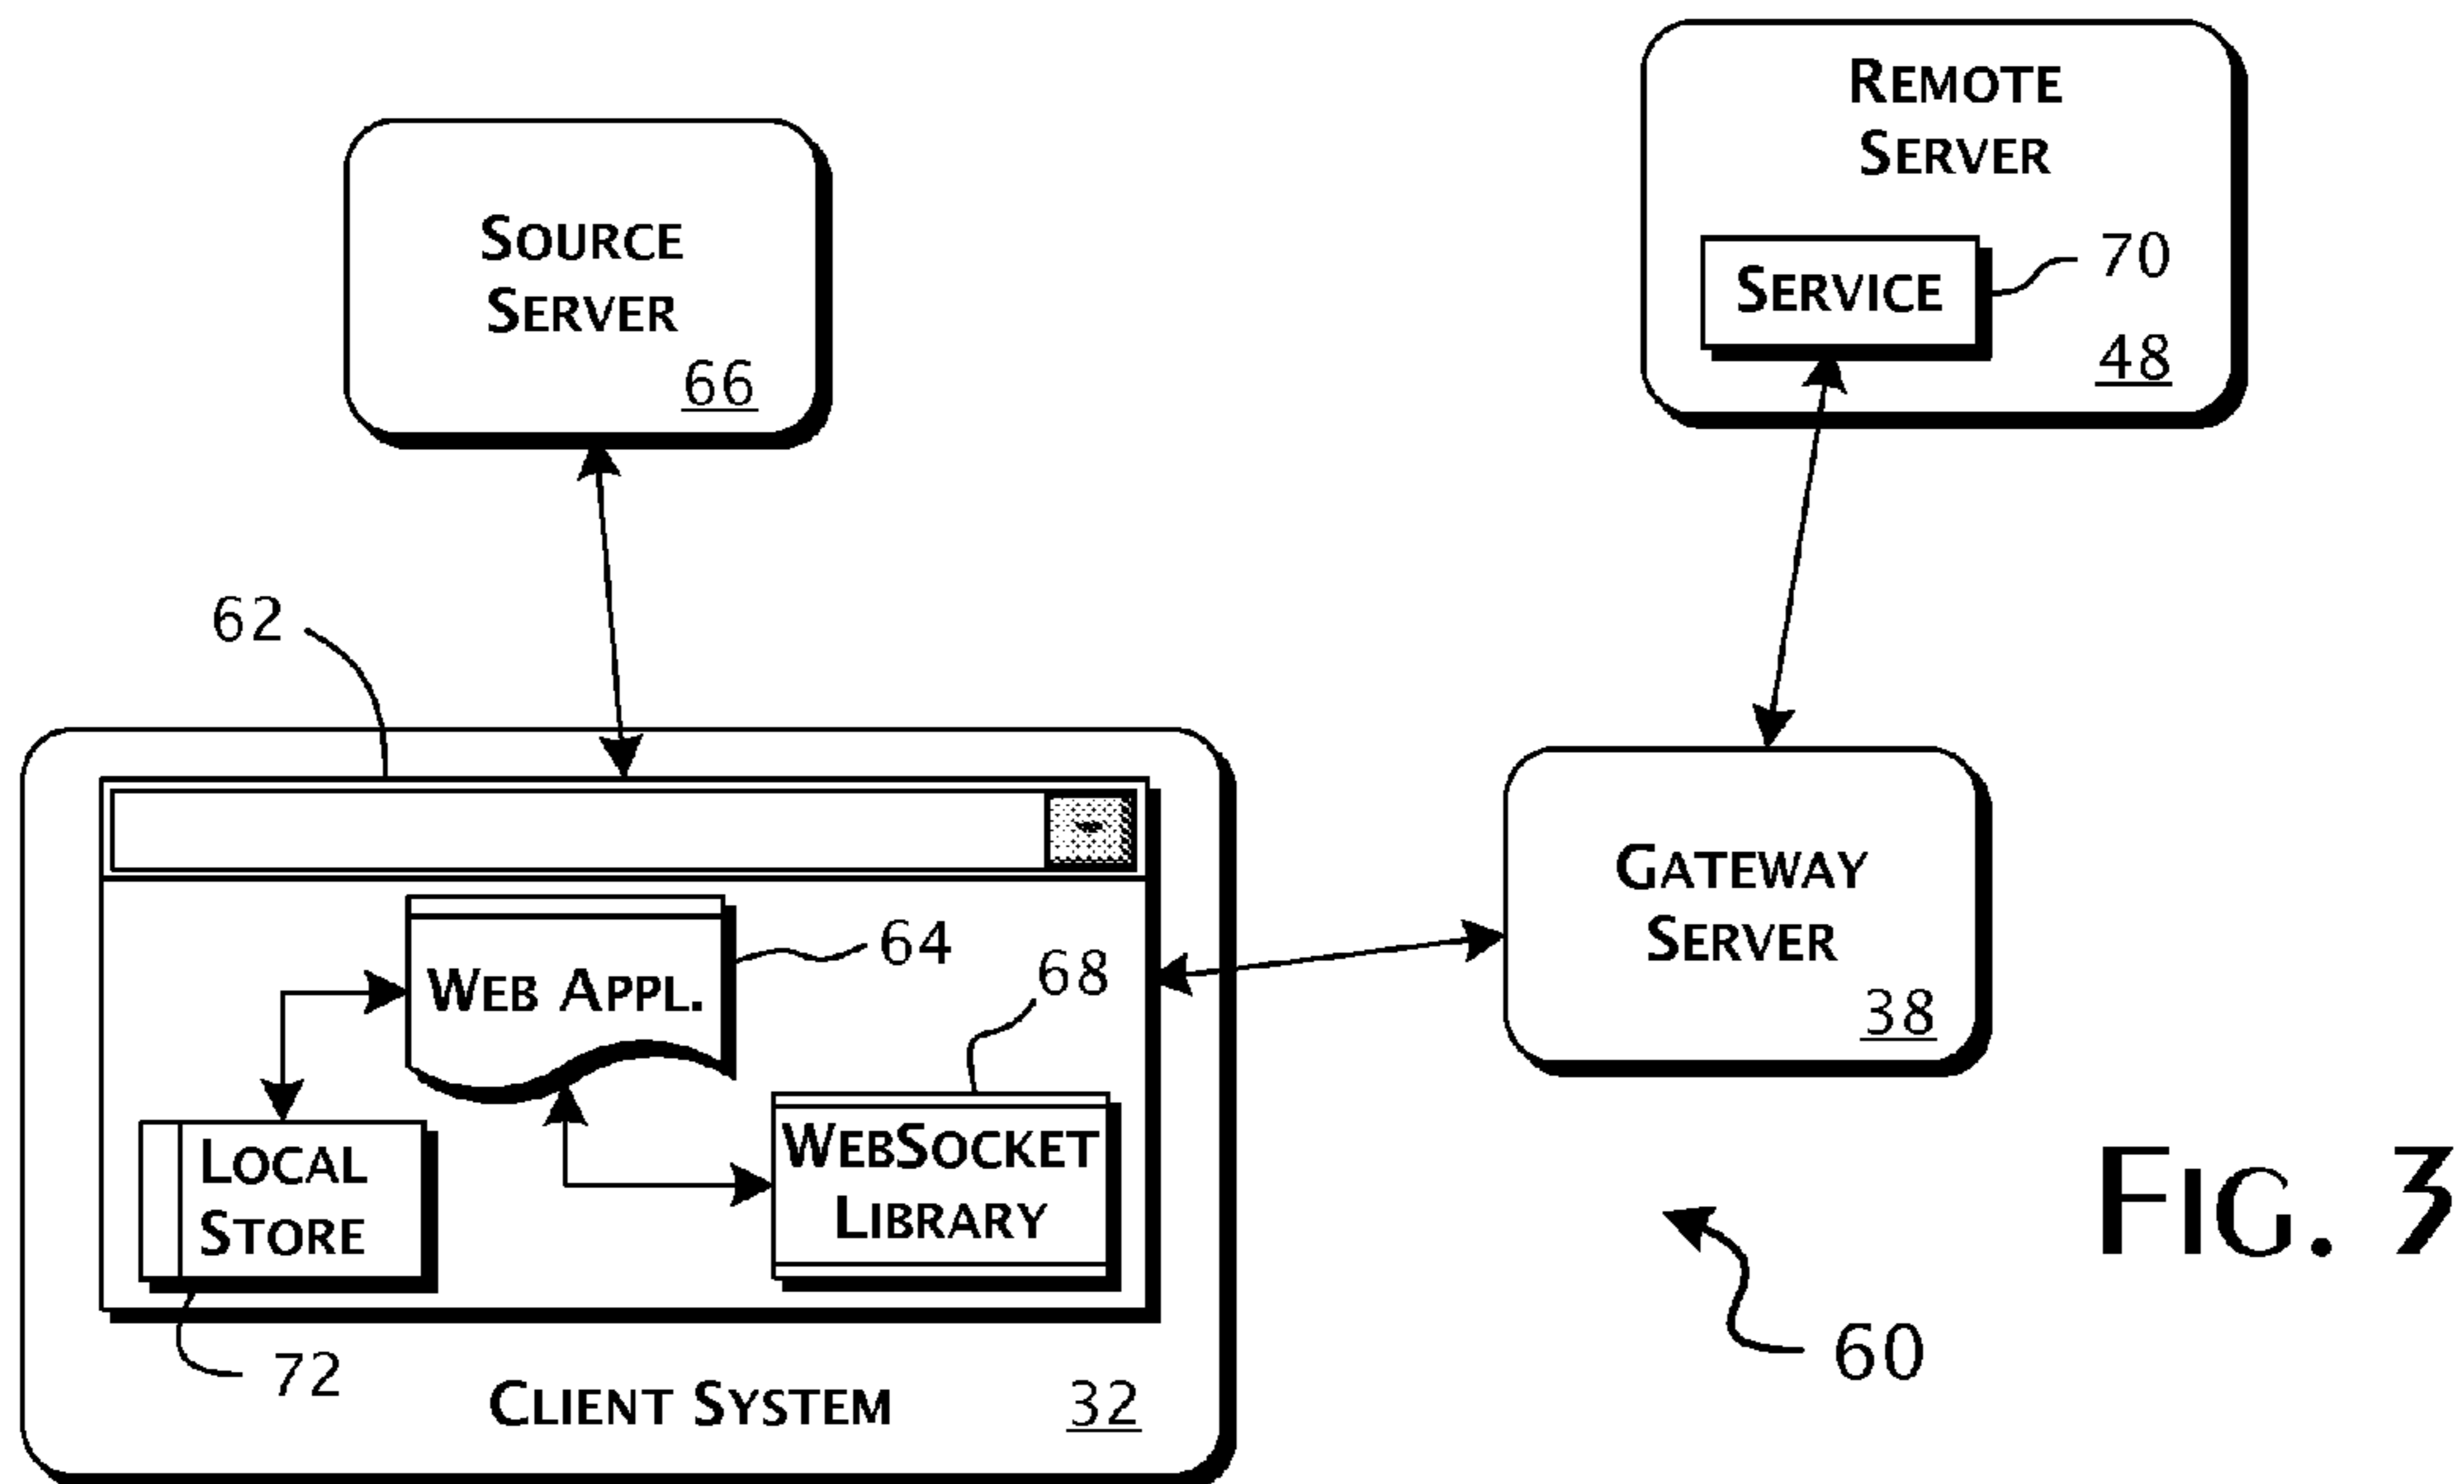 REMOTE
SERVER
SERVICE
70
48
SOURCE
SERVER
66
62
GATEWAY
SERVER
38
WEB APPL.
64
68
LOCAL
STORE
WEBSOCKET
LIBRARY
72
CLIENT SYSTEM
32
60
FIG. 3